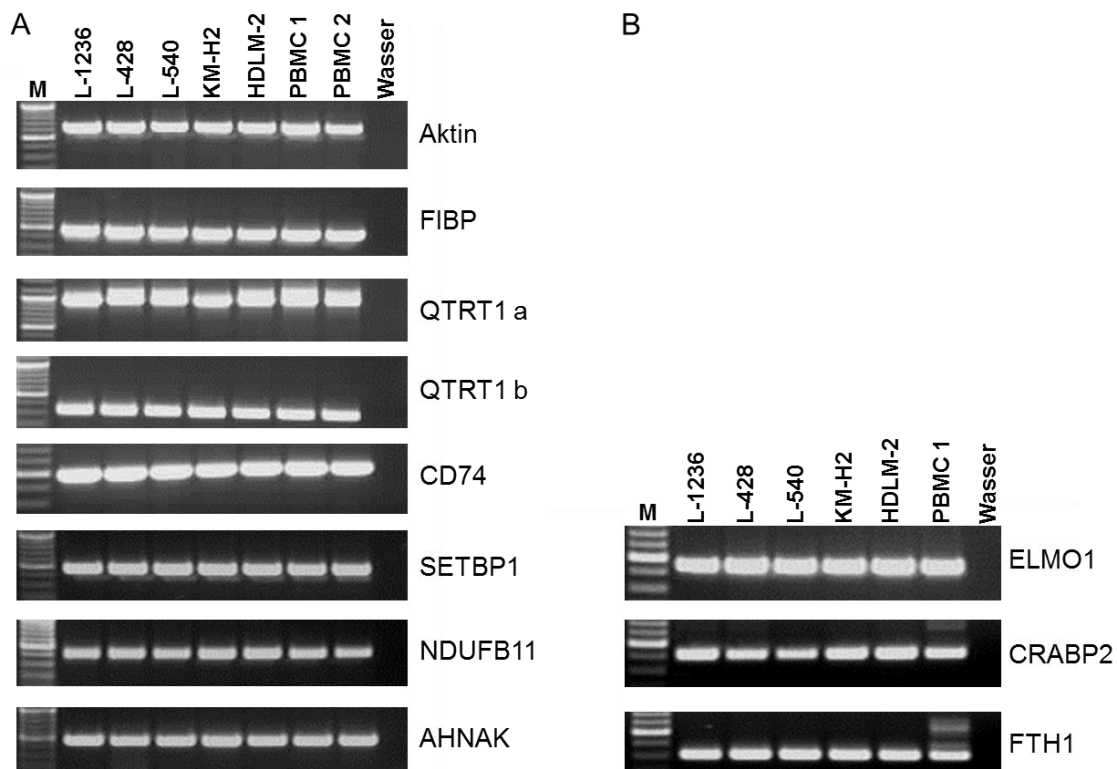 A
M L-1236 L-428 L-540 KM-H2 HDLM-2 PBMC 1 PBMC 2 Wasser
Aktin
FIBP
QTRT1 a
QTRT1 b
CD74
SETBP1
NDUFB11
AHNAK
B
M L-1236 L-428 L-540 KM-H2 HDLM-2 PBMC 1 Wasser
ELMO1
CRABP2
FTH1